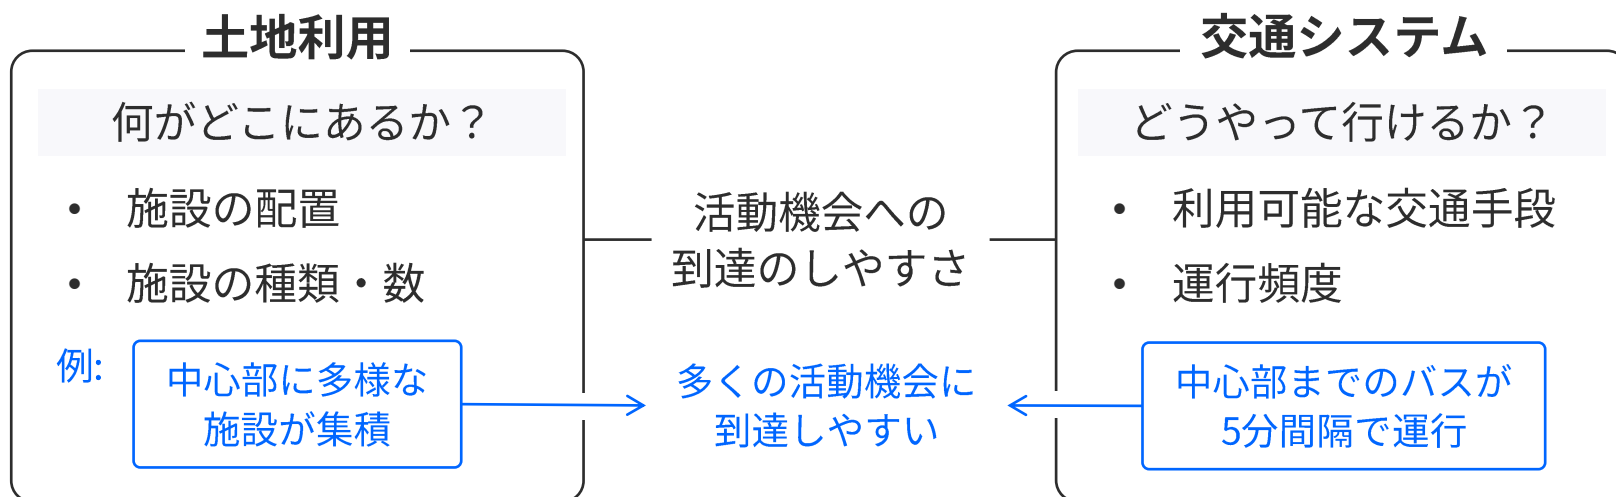 土地利用
何がどこにあるか？
• 施設の配置
• 施設の種類・数
例:
中心部に多様な
施設が集積
活動機会への
到達のしやすさ
多くの活動機会に
到達しやすい
交通システム
どうやって行けるか？
• 利用可能な交通手段
• 運行頻度
中心部までのバスが
5分間隔で運行